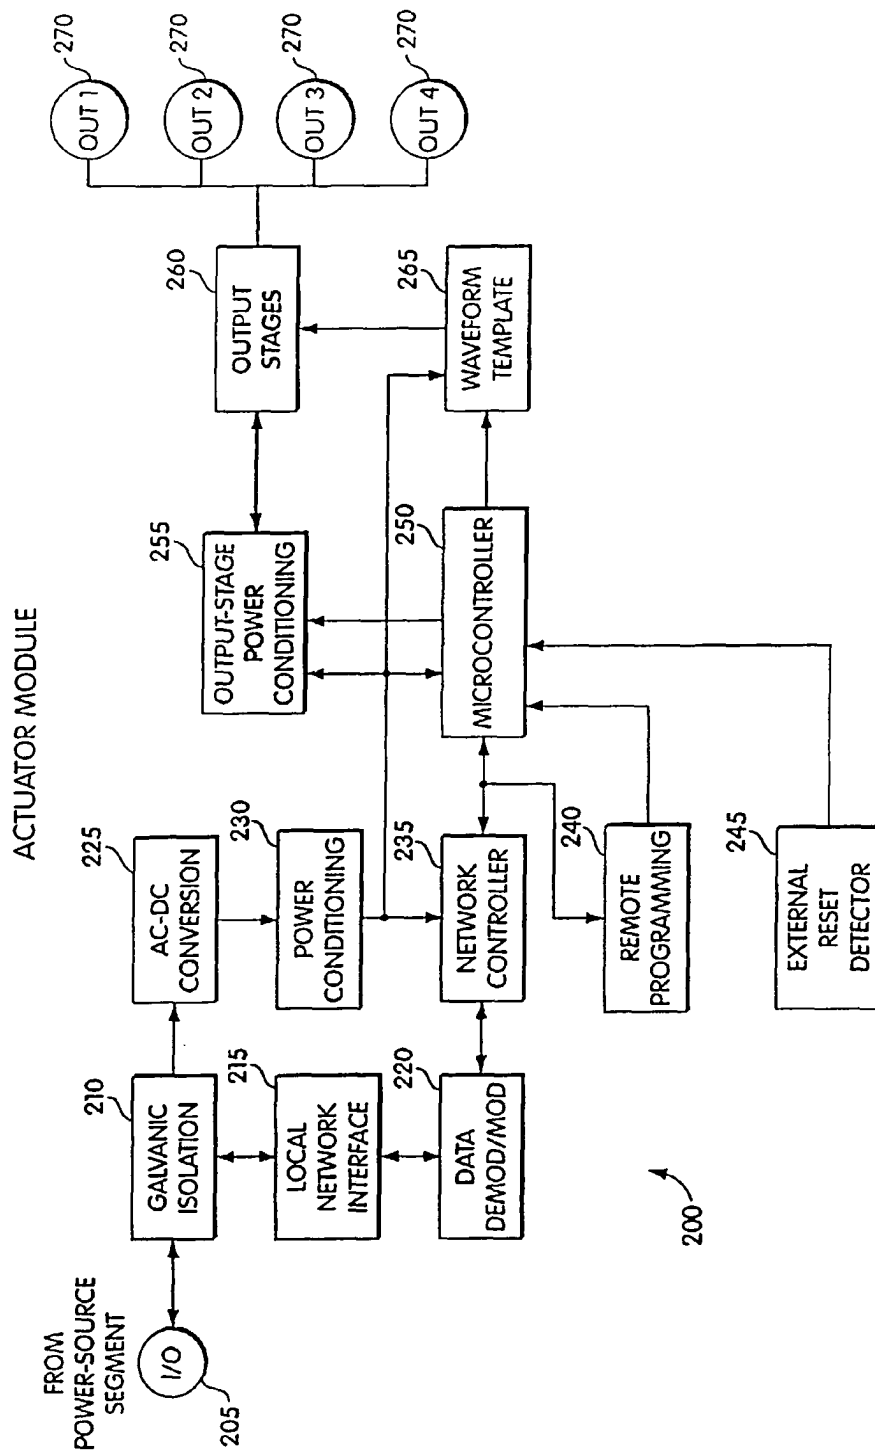 ACTUATOR MODULE
FROM
POWER-SOURCE
SEGMENT
I/O
205
210
GALVANIC
ISOLATION
215
LOCAL
NETWORK
INTERFACE
220
DATA
DEMOD/MOD
225
AC-DC
CONVERSION
230
POWER
CONDITIONING
235
NETWORK
CONTROLLER
240
REMOTE
PROGRAMMING
245
EXTERNAL
RESET
DETECTOR
255
OUTPUT-STAGE
POWER
CONDITIONING
250
MICROCONTROLLER
260
OUTPUT
STAGES
265
WAVEFORM
TEMPLATE
OUT 1
270
OUT 2
270
OUT 3
270
OUT 4
270
200